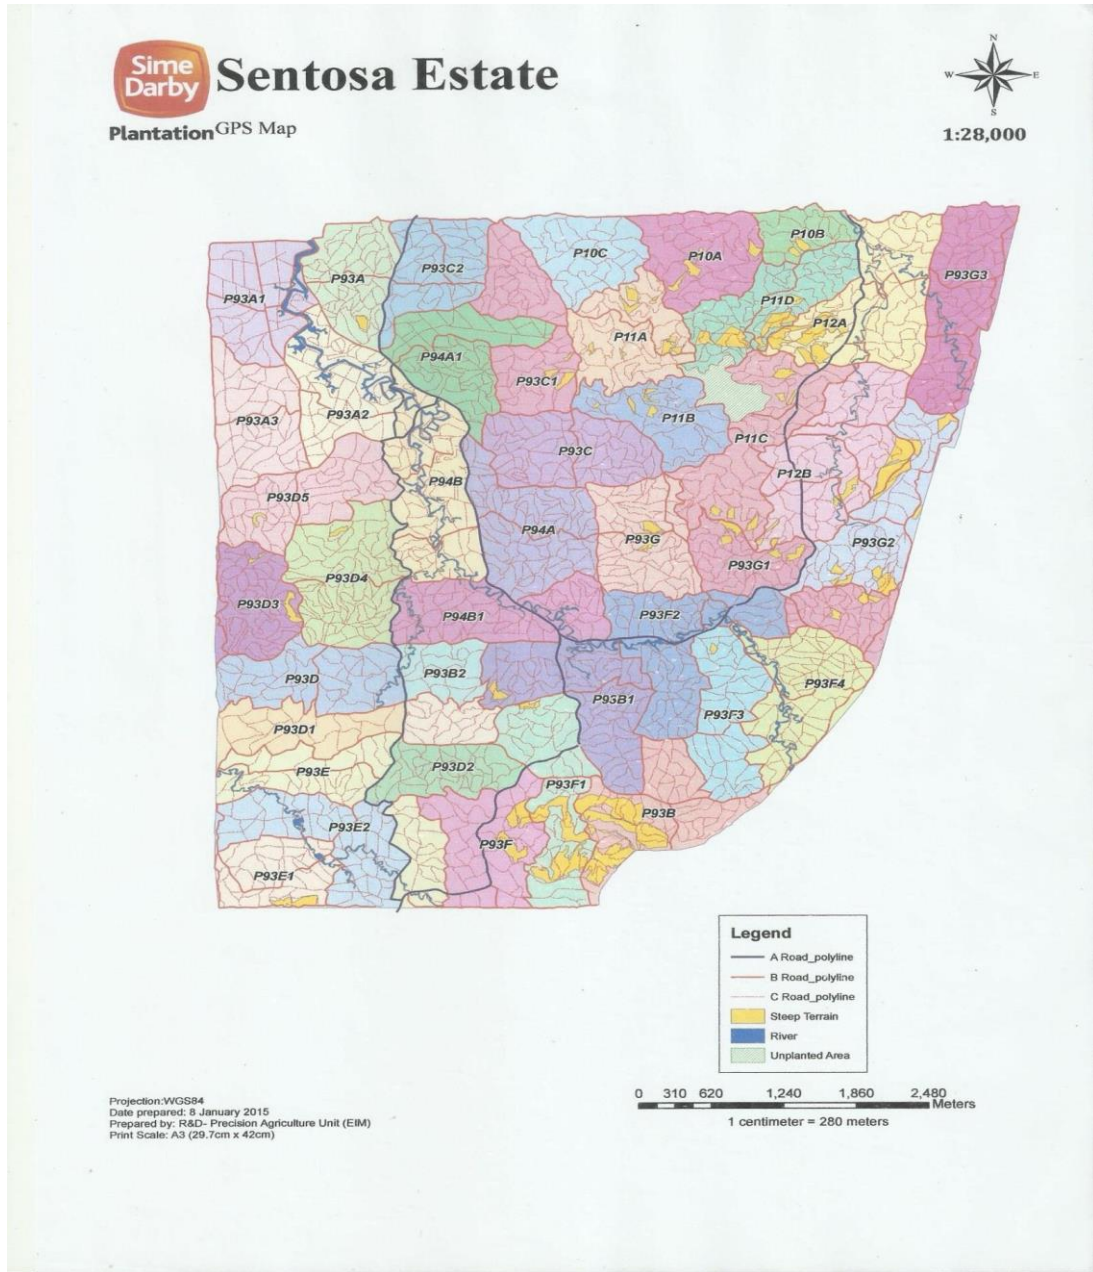 Sime
Darby
Plantation
Sentosa Estate
GPS Map
N
W E
S
1:28,000
P10B
P93A
P93C2
P10C
P10A
P93G3
P93A1
P11D
P12A
P11A
P94A1
P93C1
P93A3
P93A2
P11B
P11C
P93C
P12B
P94B
P93D5
P94A
P93G
P93G2
P93G1
P93D4
P93D3
P94B1
P93F2
P93D
P93B2
P93F4
P93B1
P93F3
P93D1
P93E
P93D2
P93F1
P93B
P93E2
P93F
P93E1
Legend
A Road_polyline
B Road_polyline
C Road_polyline
Steep Terrain
River
Unplanted Area
Projection:WGS84
Date prepared: 8 January 2015
Prepared by: R&D- Precision Agriculture Unit (EIM)
Print Scale: A3 (29.7cm x 42cm)
0 310 620 1,240 1,860 2,480
Meters
1 centimeter = 280 meters